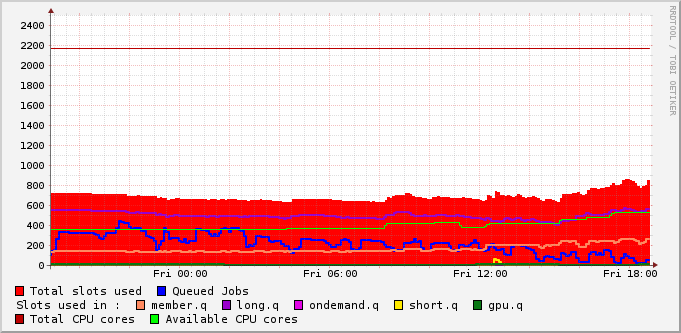 RRDTOOL / TOBI OETIKER
2400
2200
2000
1800
1600
1400
1200
1000
800
600
400
200
0
Fri 00:00 Fri 06:00 Fri 12:00 Fri 18:00
Total slots used Queued Jobs
Slots used in : member.q long.q ondemand.q short.q gpu.q
Total CPU cores Available CPU cores